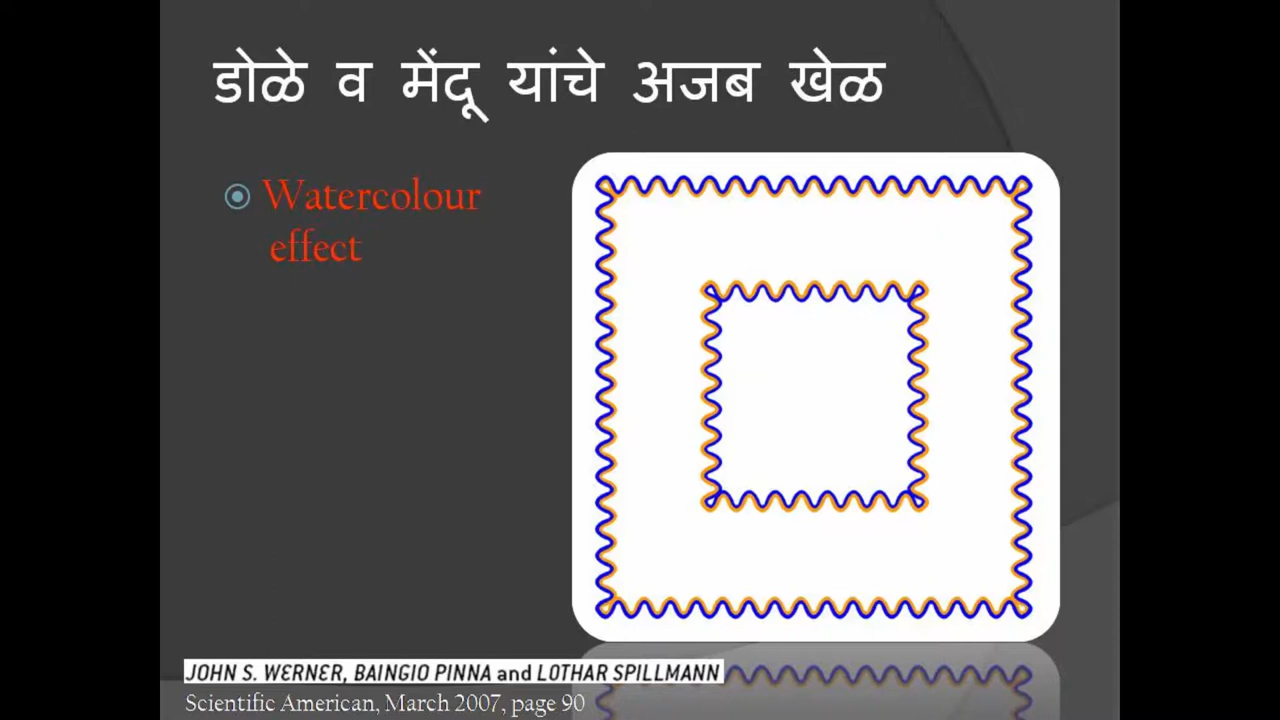 डोळे व मेंदू यांचे अजब खेळ
Watercolour
effect
JOHN S. WERNER, BAINGIO PINNA and LOTHAR SPILLMANN
Scientific American, March 2007, page 90